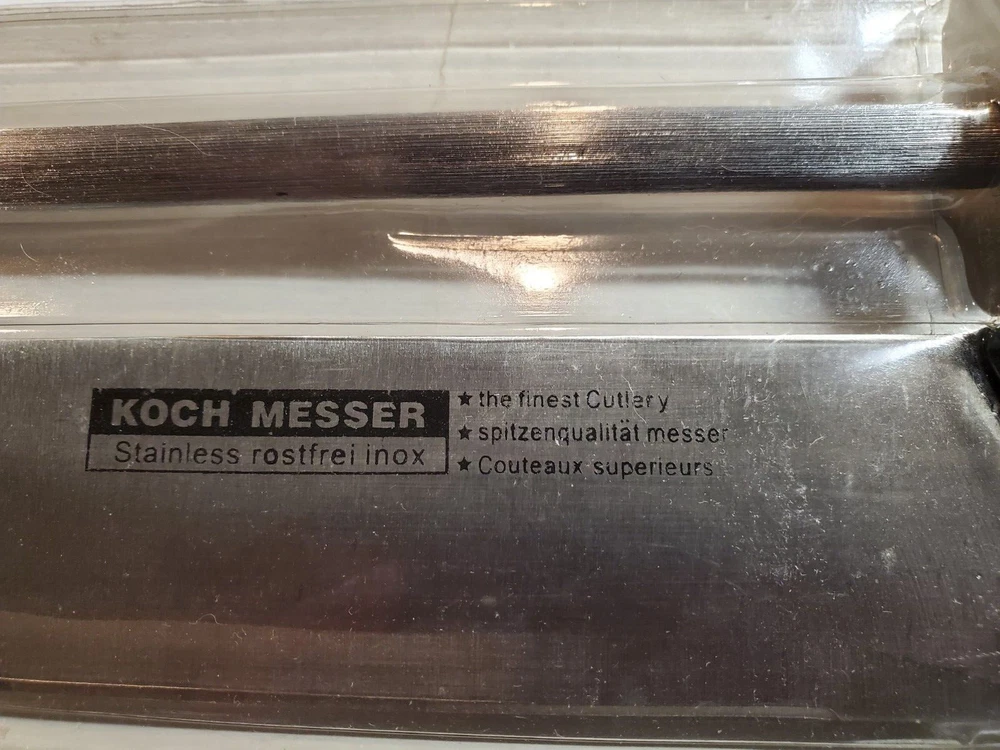 KOCH MESSER
Stainless rostfrei inox
★ the finest Cutlery
★ spitzenqualität messer
★ Couteaux superieurs